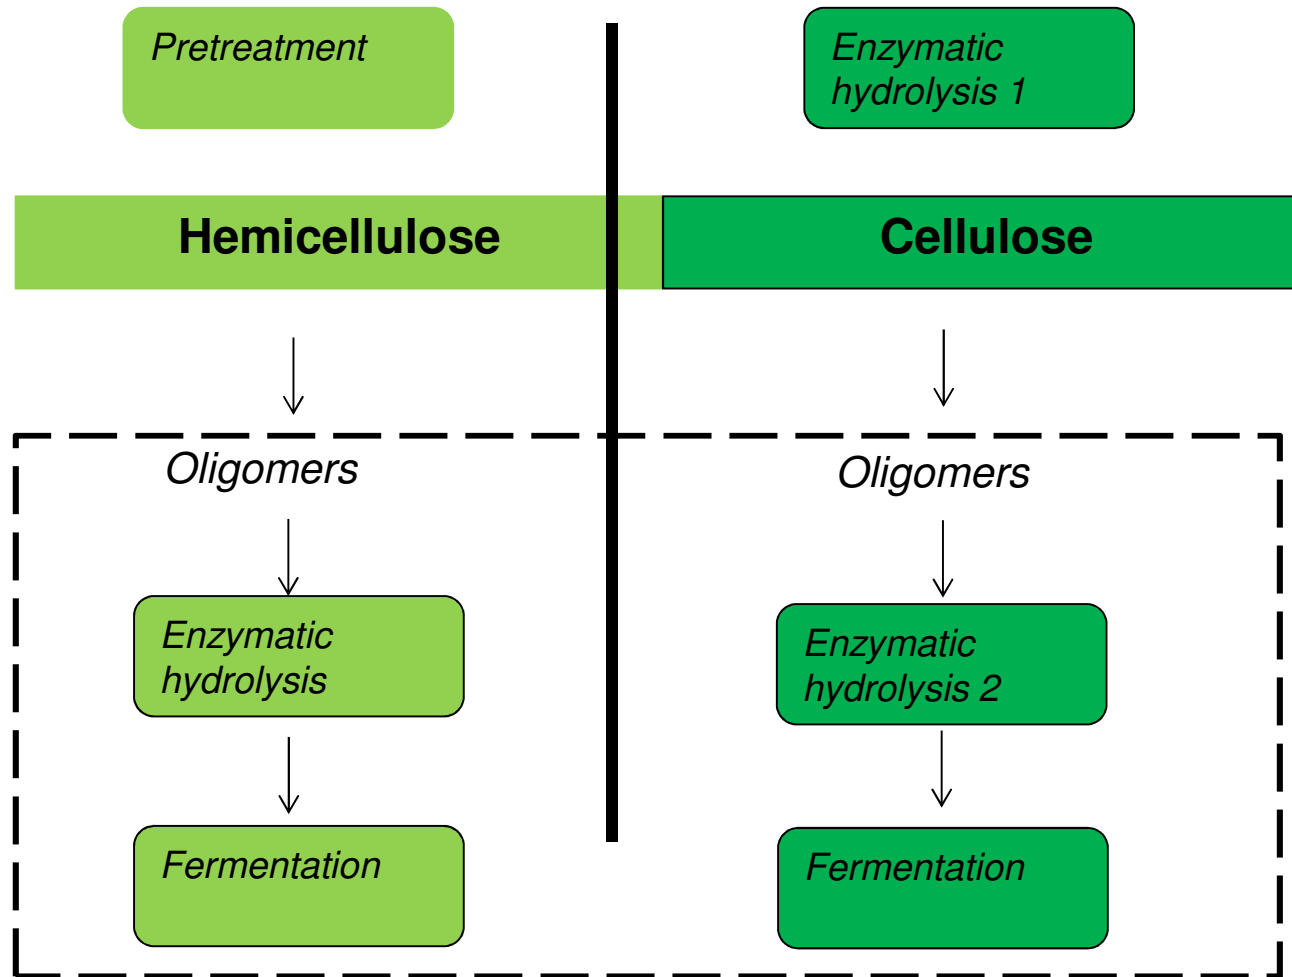 Pretreatment
Enzymatic
hydrolysis 1
Hemicellulose
Cellulose
Oligomers
Oligomers
Enzymatic
hydrolysis
Enzymatic
hydrolysis 2
Fermentation
Fermentation